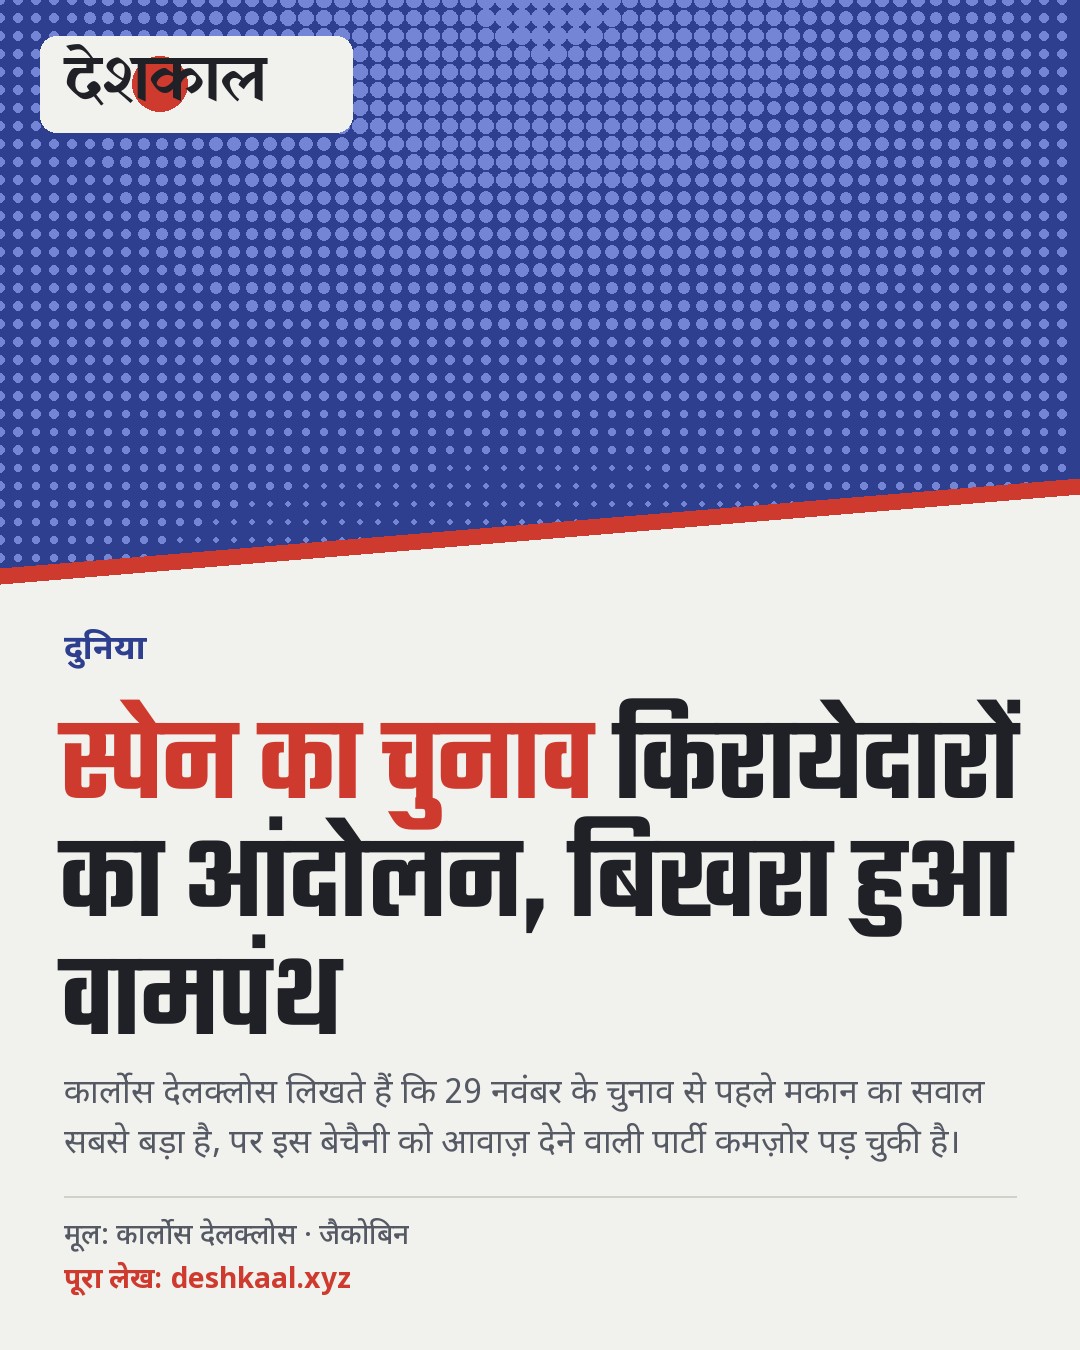 देशकाल
दुनिया
स्पेन का चुनाव किरायेदारों
का आंदोलन, बिखरा हुआ
वामपंथ
कार्लोस देलक्लोस लिखते हैं कि 29 नवंबर के चुनाव से पहले मकान का सवाल
सबसे बड़ा है, पर इस बेचैनी को आवाज़ देने वाली पार्टी कमज़ोर पड़ चुकी है।
मूल: कार्लोस देलक्लोस · जैकोबिन
पूरा लेख: deshkaal.xyz